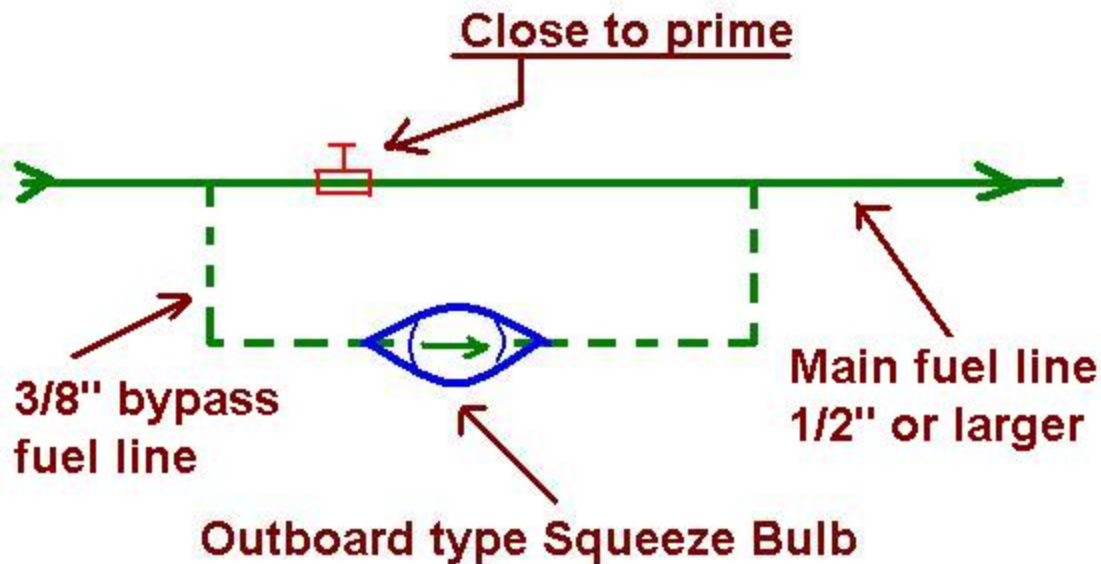 Close to prime
3/8" bypass
fuel line
Main fuel line
1/2" or larger
Outboard type Squeeze Bulb